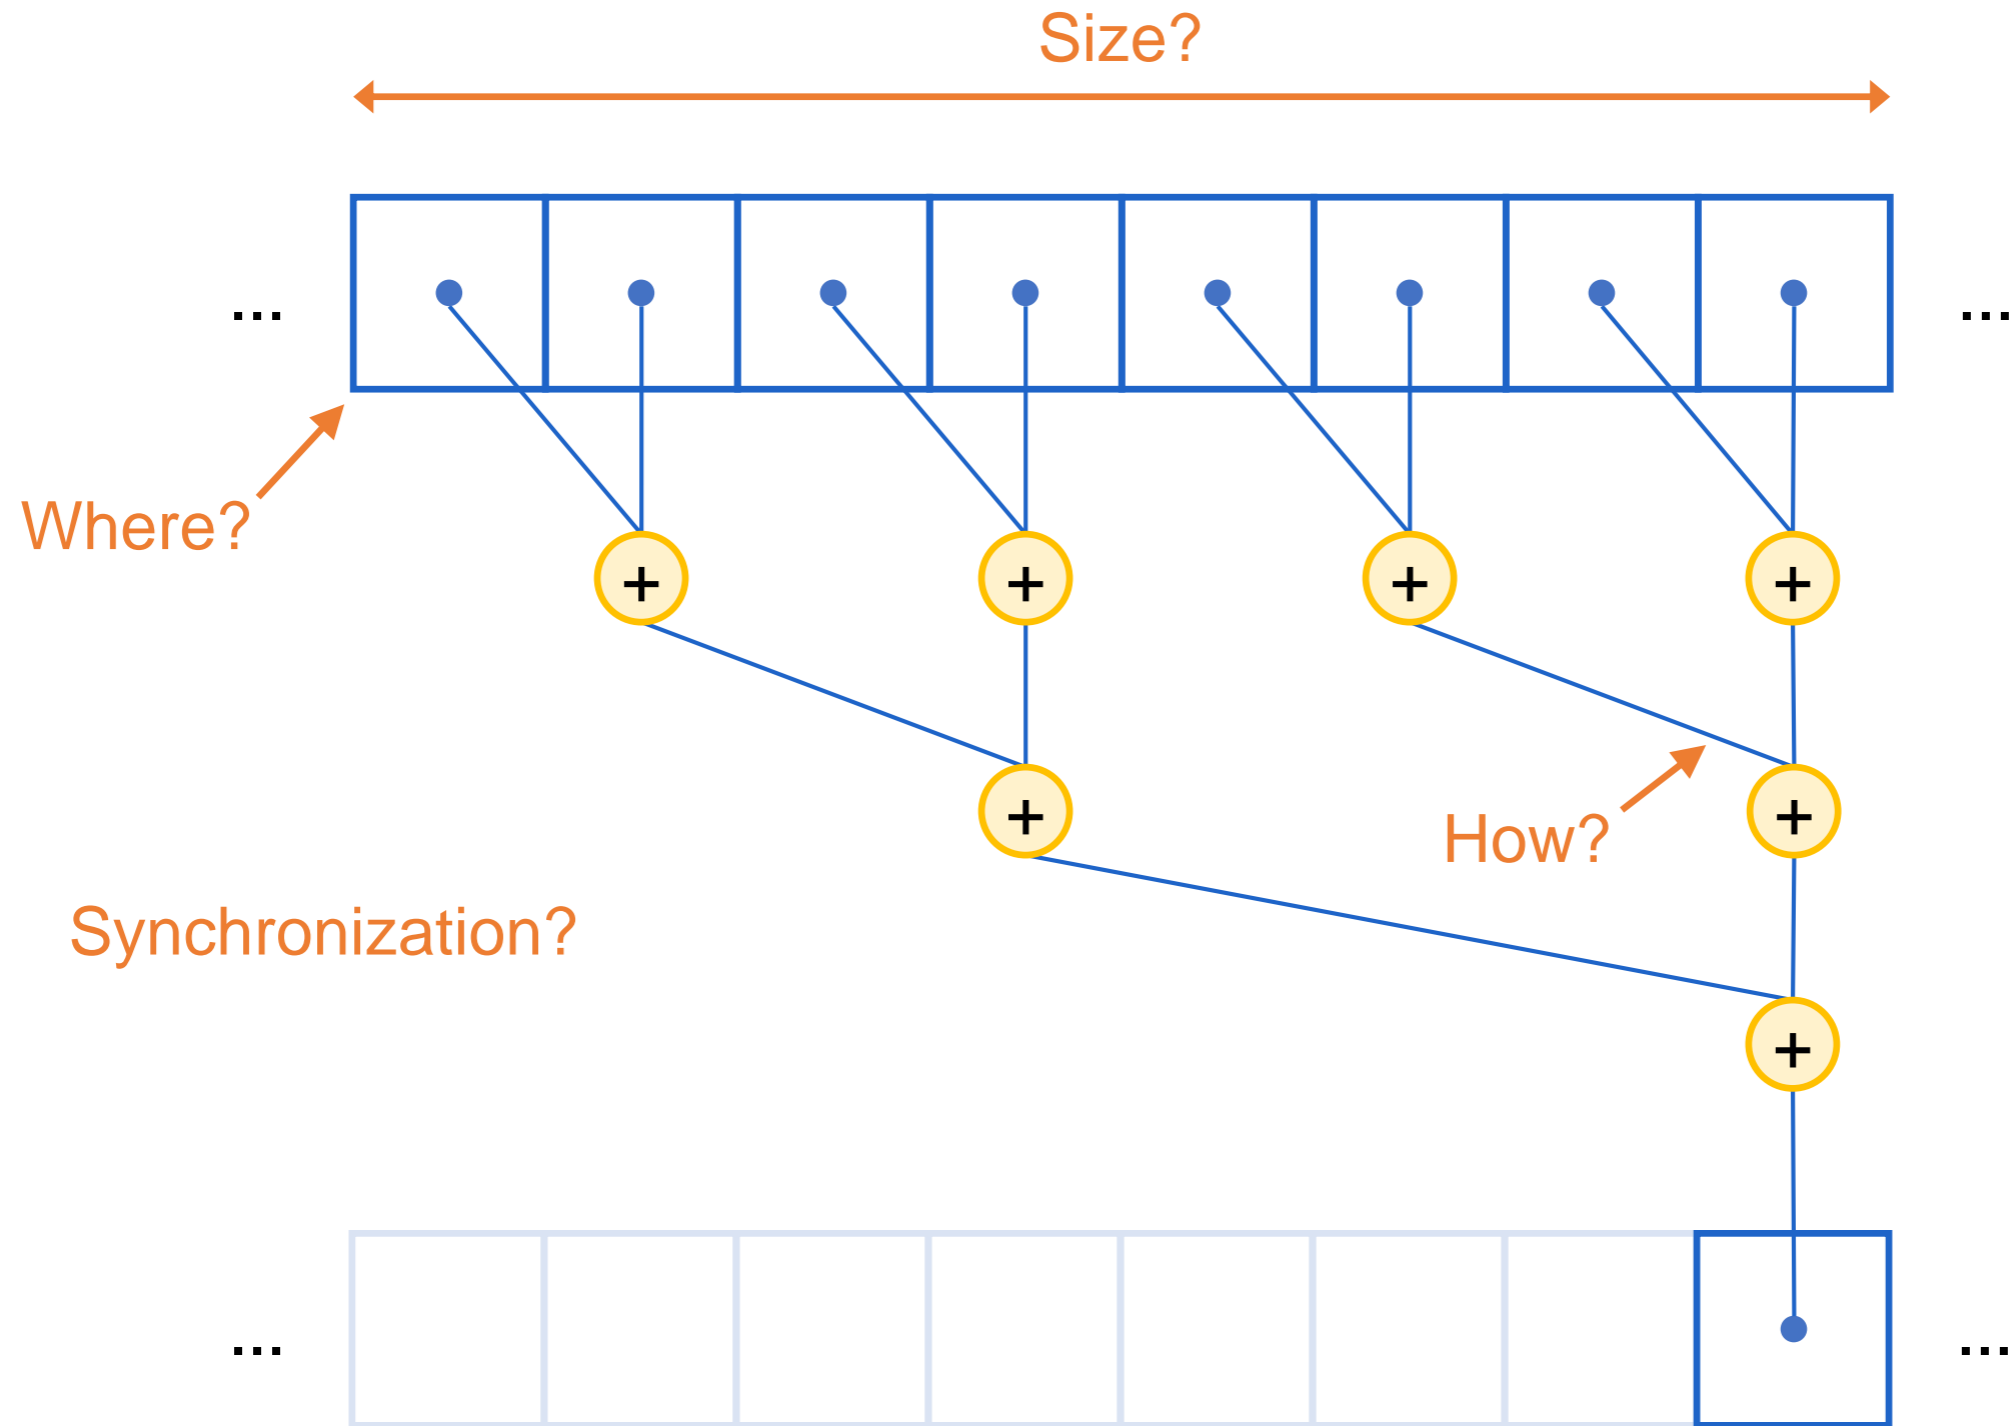 Size?
... ...
Where?
+ + + +
+ +
How?
Synchronization?
+
... ...